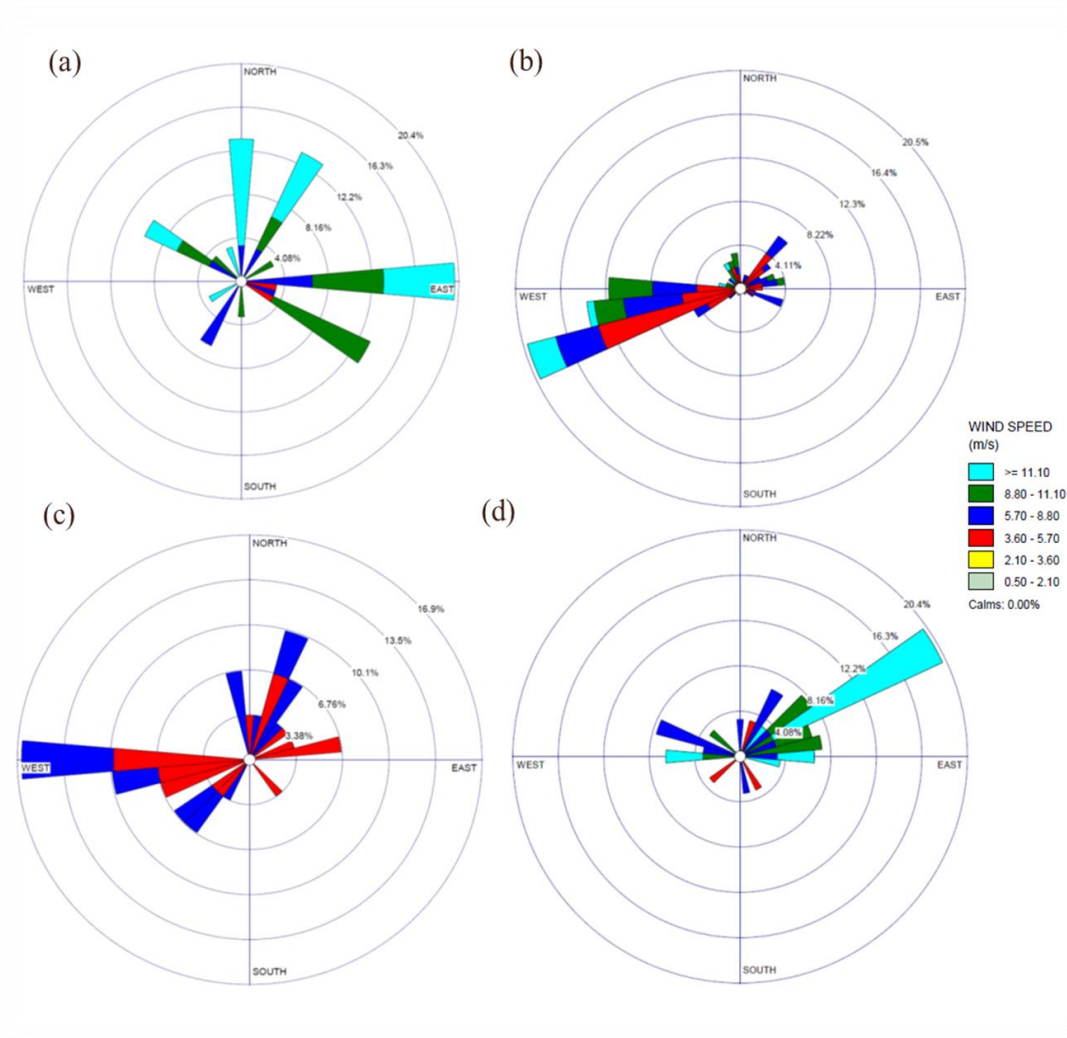 (a)
NORTH
20.4%
16.3%
12.2%
8.16%
4.08%
WEST
EAST
SOUTH
(b)
NORTH
20.5%
16.4%
12.3%
8.22%
4.11%
WEST
EAST
SOUTH
WIND SPEED
(m/s)
>= 11.10
8.80 - 11.10
5.70 - 8.80
3.60 - 5.70
2.10 - 3.60
0.50 - 2.10
Calms: 0.00%
(c)
NORTH
16.9%
13.5%
10.1%
6.76%
3.38%
WEST
EAST
SOUTH
(d)
NORTH
20.4%
16.3%
12.2%
8.16%
4.08%
WEST
EAST
SOUTH